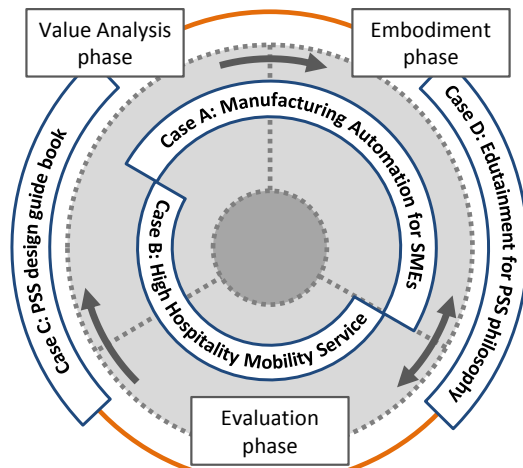 Value Analysis
phase
Embodiment
phase
Case A: Manufacturing Automation for SMEs
Case B: High Hospitality Mobility Service
Case C: PSS design guide book
Case D: Edutainment for PSS philosophy
Evaluation
phase